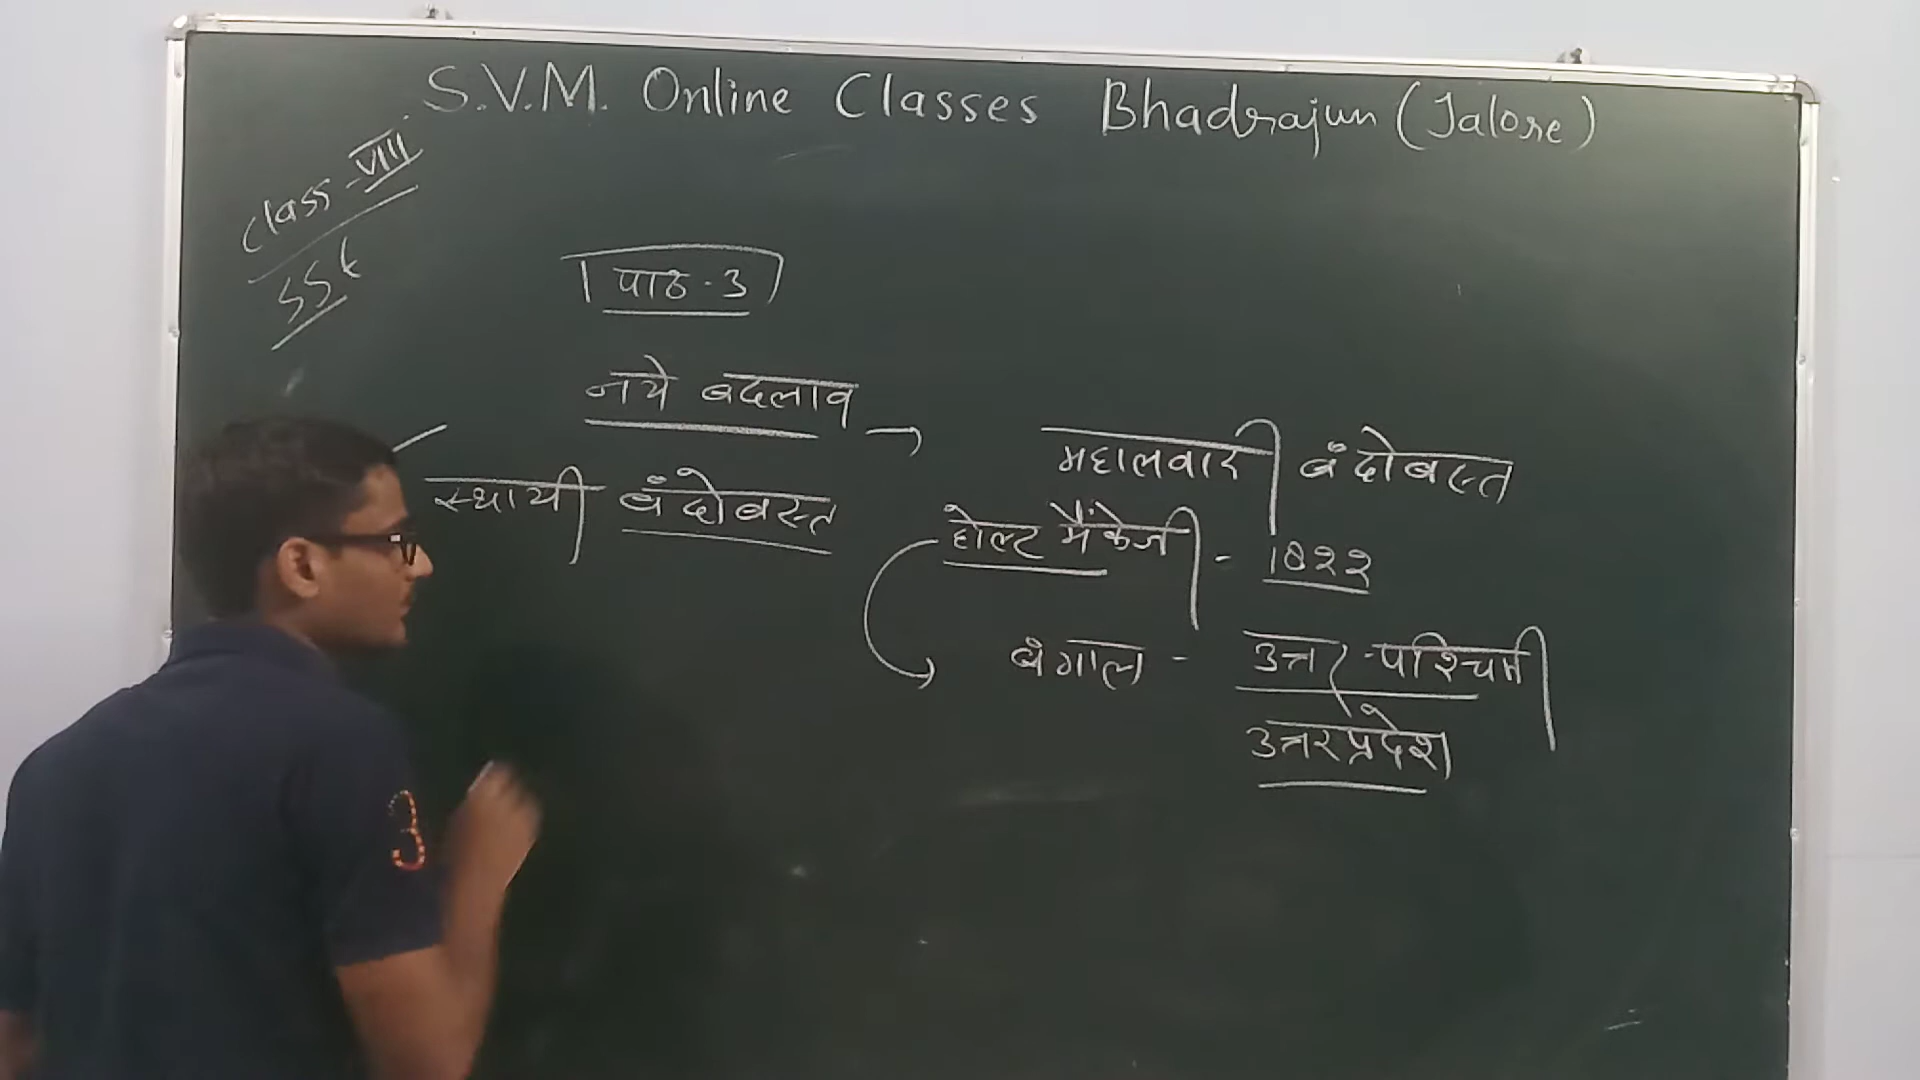 S.V.M. Online Classes Bhadrajun (Jalore)
Class - VIII
SSt
पाठ - 3
नये बदलाव →
स्थायी बंदोबस्त
महालवारी बंदोबस्त
होल्ट मैंकेंजी - 1822
बंगाल - उत्तर-पश्चिमी
उत्तरप्रदेश
3